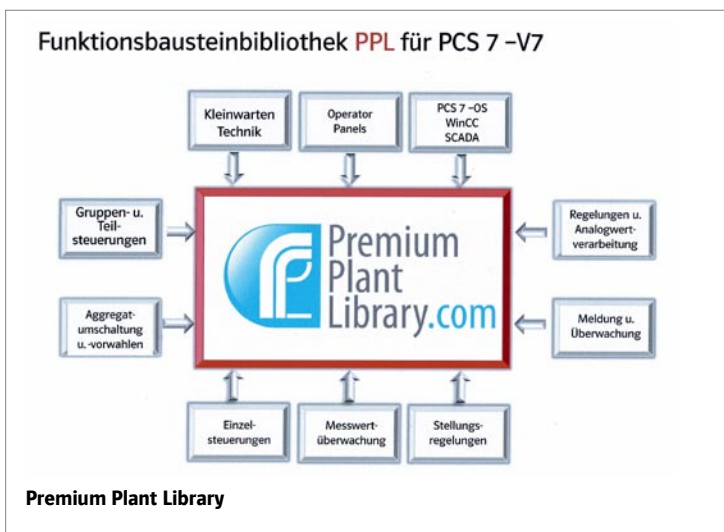 Funktionsbausteinbibliothek PPL für PCS 7 –V7
Kleinwarten
Technik
Operator
Panels
PCS 7 –OS
WinCC
SCADA
Gruppen- u.
Teil-
steuerungen
Regelungen u.
Analogwert-
verarbeitung
Premium
Plant
Library.com
Aggregat-
umschaltung
u. -vorwahlen
Meldung u.
Überwachung
Einzel-
steuerungen
Messwert-
überwachung
Stellungs-
regelungen
Premium Plant Library